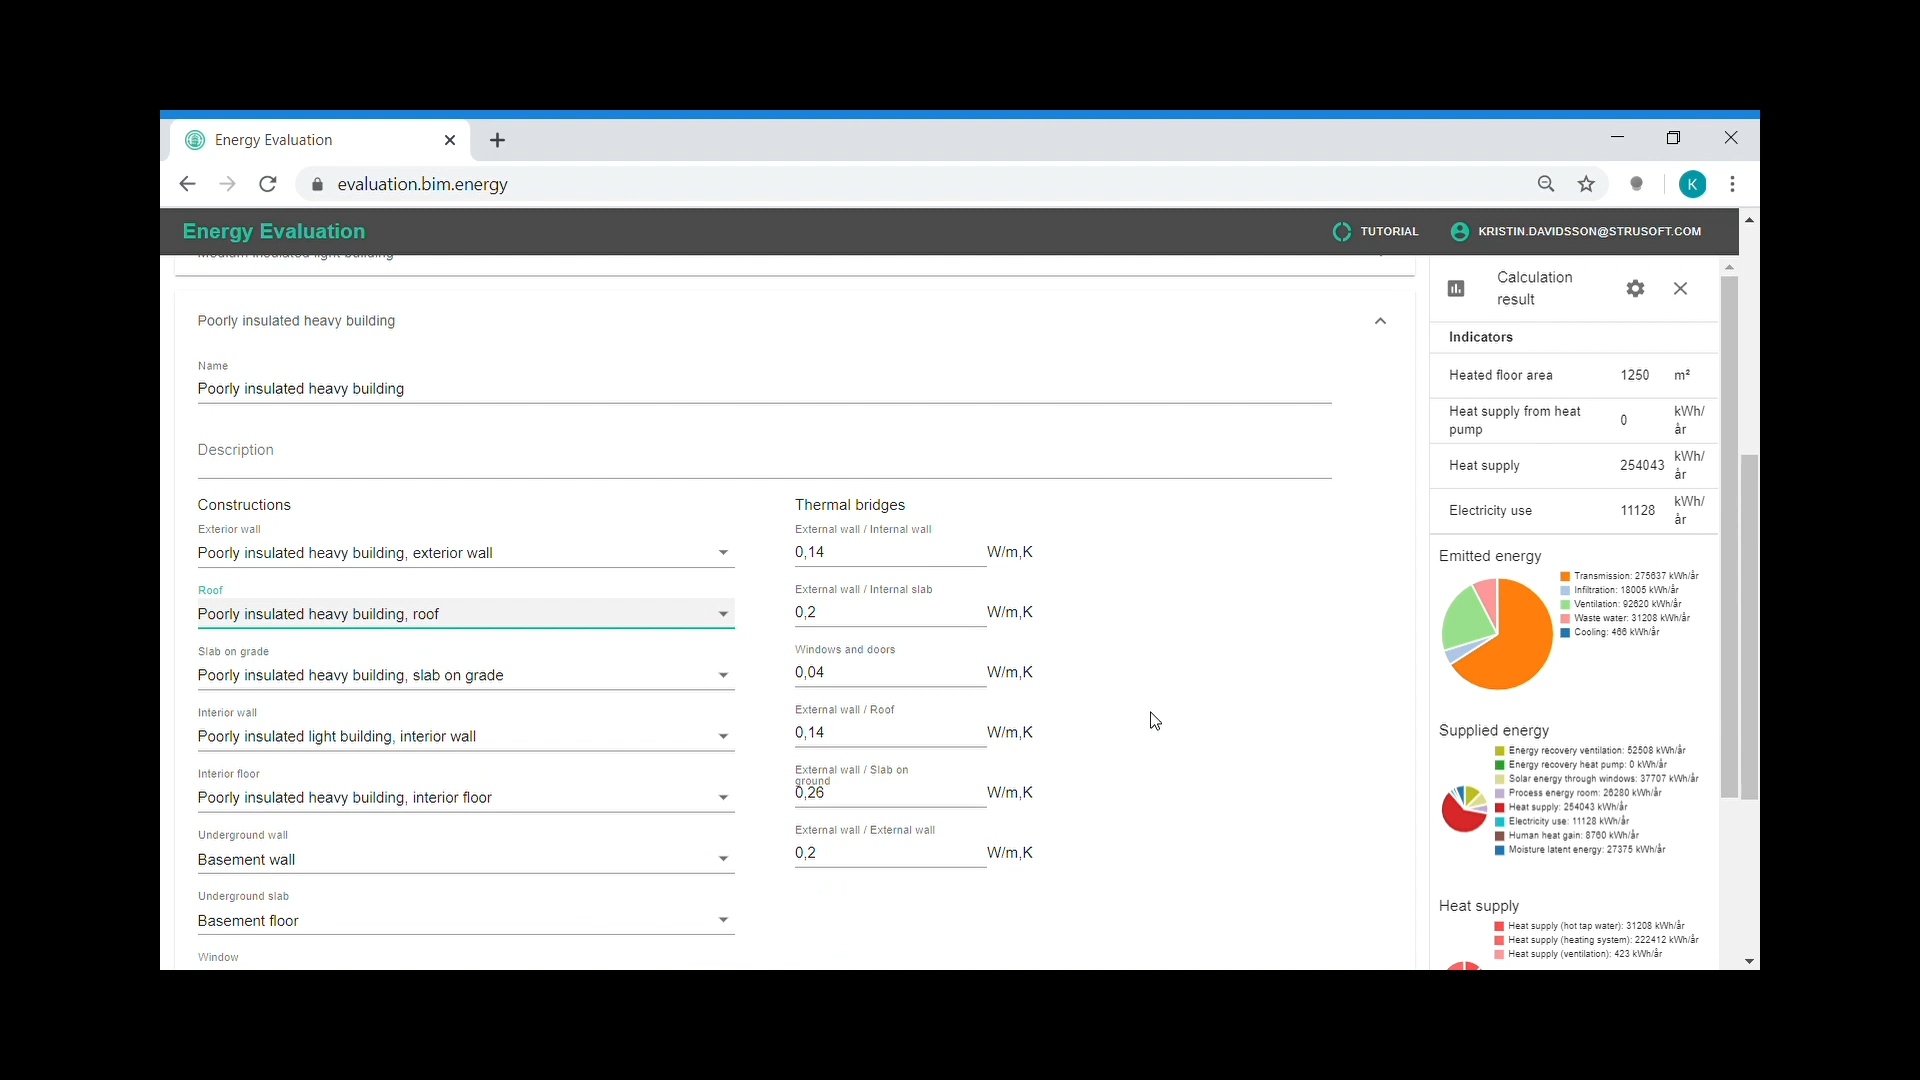 Energy Evaluation
evaluation.bim.energy
K
Energy Evaluation
TUTORIAL
KRISTIN.DAVIDSSON@STRUSOFT.COM
Poorly insulated heavy building
Name
Poorly insulated heavy building
Description
Constructions
Exterior wall
Poorly insulated heavy building, exterior wall
Roof
Poorly insulated heavy building, roof
Slab on grade
Poorly insulated heavy building, slab on grade
Interior wall
Poorly insulated light building, interior wall
Interior floor
Poorly insulated heavy building, interior floor
Underground wall
Basement wall
Underground slab
Basement floor
Window
Thermal bridges
External wall / Internal wall
0,14 W/m,K
External wall / Internal slab
0,2 W/m,K
Windows and doors
0,04 W/m,K
External wall / Roof
0,14 W/m,K
External wall / Slab on
ground
0,26 W/m,K
External wall / External wall
0,2 W/m,K
Calculation
result
Indicators
Heated floor area 1250 m²
Heat supply from heat
pump 0 kWh/
år
Heat supply 254043 kWh/
år
Electricity use 11128 kWh/
år
Emitted energy
Transmission: 275637 kWh/år
Infiltration: 18005 kWh/år
Ventilation: 92620 kWh/år
Waste water: 31208 kWh/år
Cooling: 466 kWh/år
Supplied energy
Energy recovery ventilation: 52508 kWh/år
Energy recovery heat pump: 0 kWh/år
Solar energy through windows: 37707 kWh/år
Process energy room: 26280 kWh/år
Heat supply: 254043 kWh/år
Electricity use: 11128 kWh/år
Human heat gain: 8760 kWh/år
Moisture latent energy: 27375 kWh/år
Heat supply
Heat supply (hot tap water): 31208 kWh/år
Heat supply (heating system): 222412 kWh/år
Heat supply (ventilation): 423 kWh/år